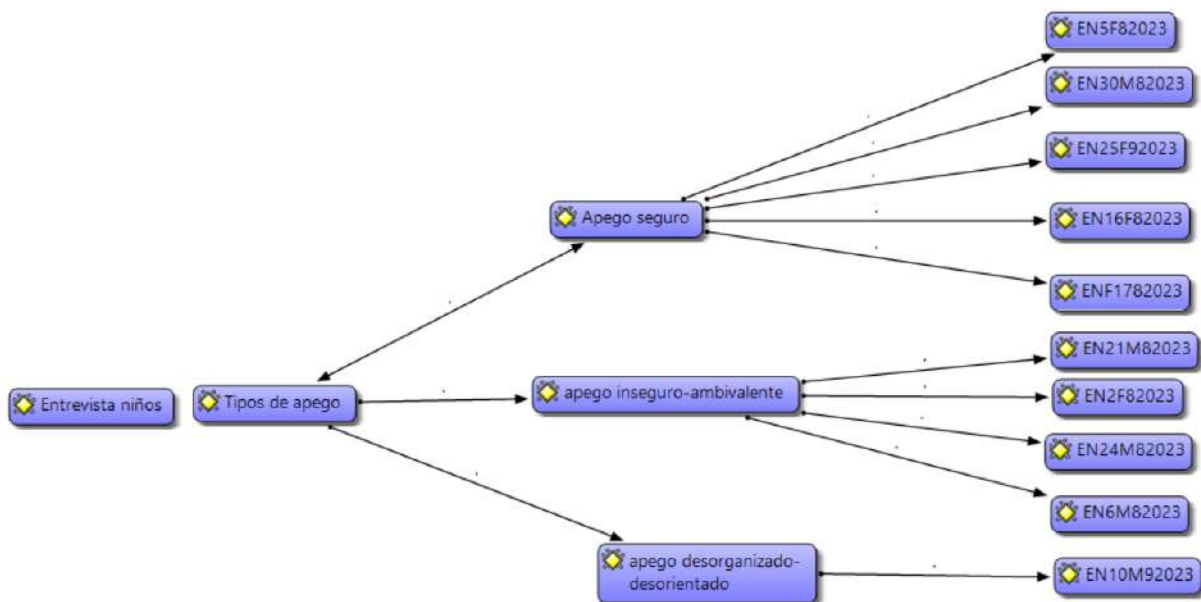 EN5F82023
EN30M82023
EN25F92023
Apego seguro
EN16F82023
ENF1782023
EN21M82023
Entrevista niños
Tipos de apego
apego inseguro-ambivalente
EN2F82023
EN24M82023
EN6M82023
apego desorganizado-
desorientado
EN10M92023